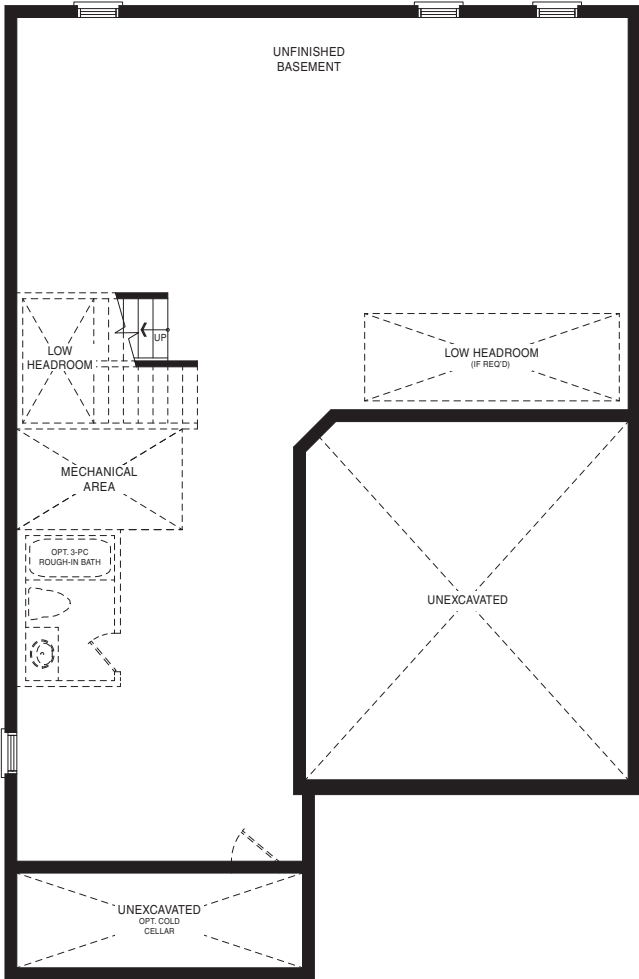 UNFINISHED
BASEMENT
UP
LOW
HEADROOM
LOW HEADROOM
(IF REQ'D)
MECHANICAL
AREA
OPT. 3-PC
ROUGH-IN BATH
UNEXCAVATED
UNEXCAVATED
OPT. COLD
CELLAR